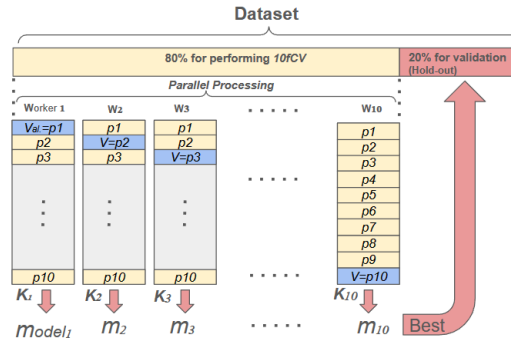 Dataset
80% for performing 10fCV
20% for validation
(Hold-out)
Parallel Processing
Worker 1 W2 W3 W10
Val.=p1 p1 p1 p1
p2 V=p2 p2 p2
p3 p3 V=p3 p3
p4
p5
p6
p7
p8
p9
p10 p10 p10 V=p10
K1 K2 K3 K10
model1 m2 m3 m10 Best